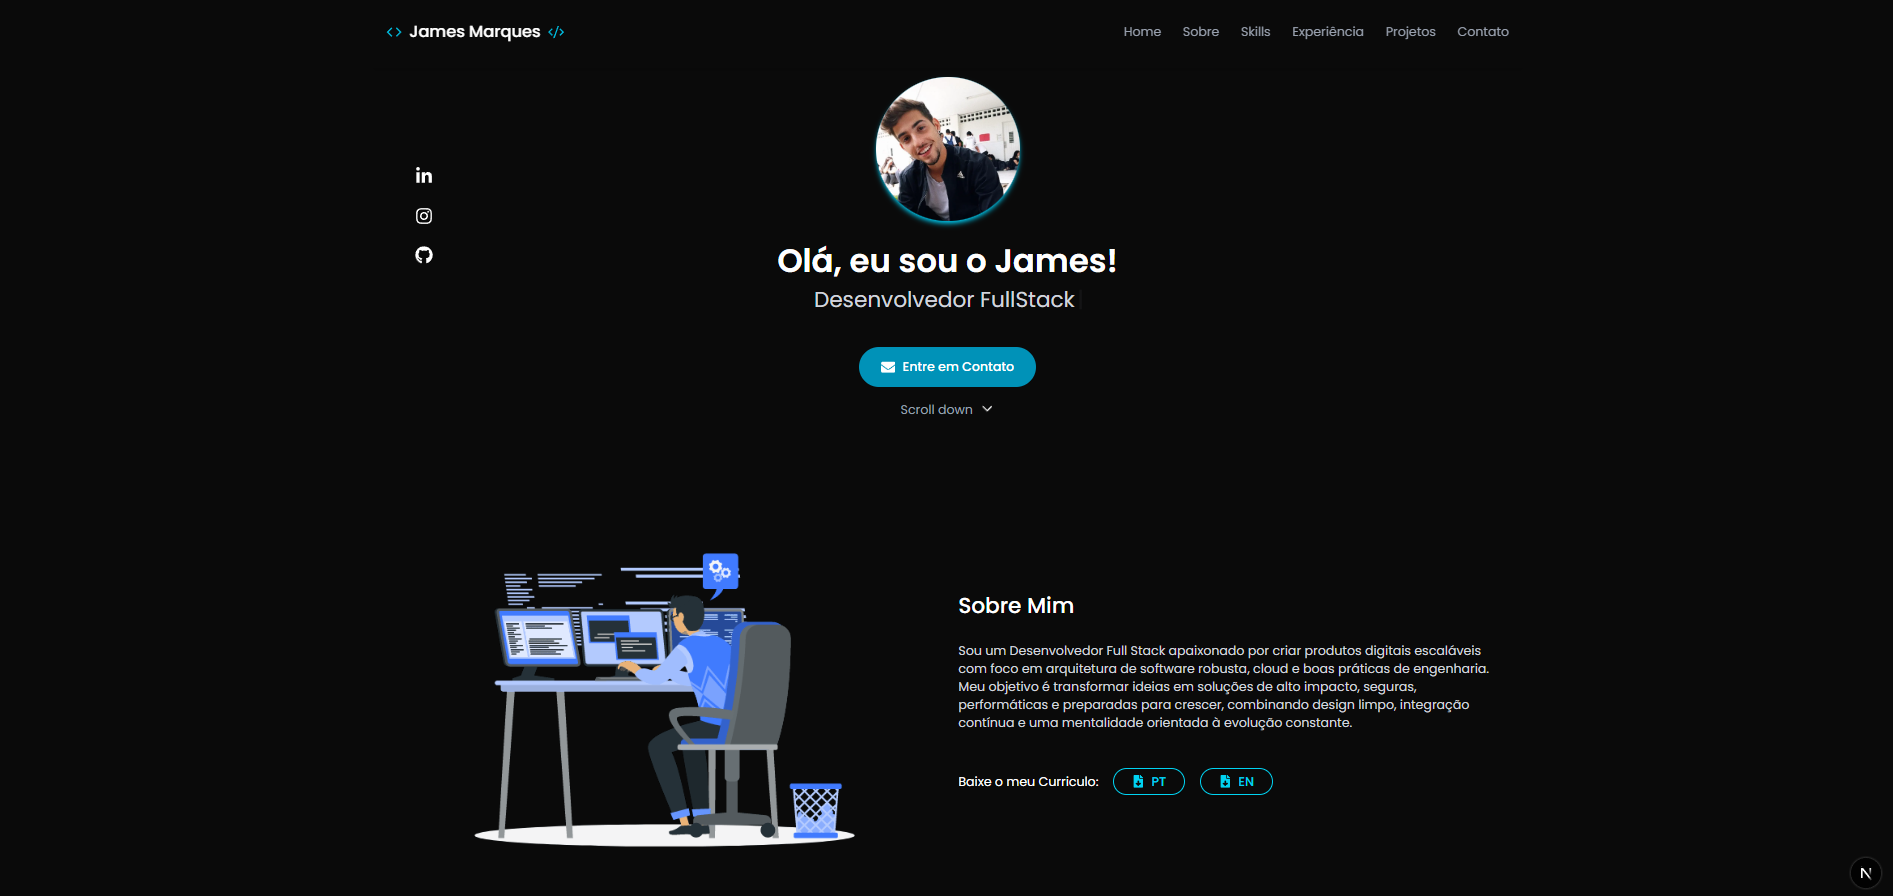 <> James Marques </>
Home Sobre Skills Experiência Projetos Contato
Olá, eu sou o James!
Desenvolvedor FullStack
Entre em Contato
Scroll down
Sobre Mim
Sou um Desenvolvedor Full Stack apaixonado por criar produtos digitais escaláveis
com foco em arquitetura de software robusta, cloud e boas práticas de engenharia.
Meu objetivo é transformar ideias em soluções de alto impacto, seguras,
performáticas e preparadas para crescer, combinando design limpo, integração
contínua e uma mentalidade orientada à evolução constante.
Baixe o meu Curriculo: PT EN
N